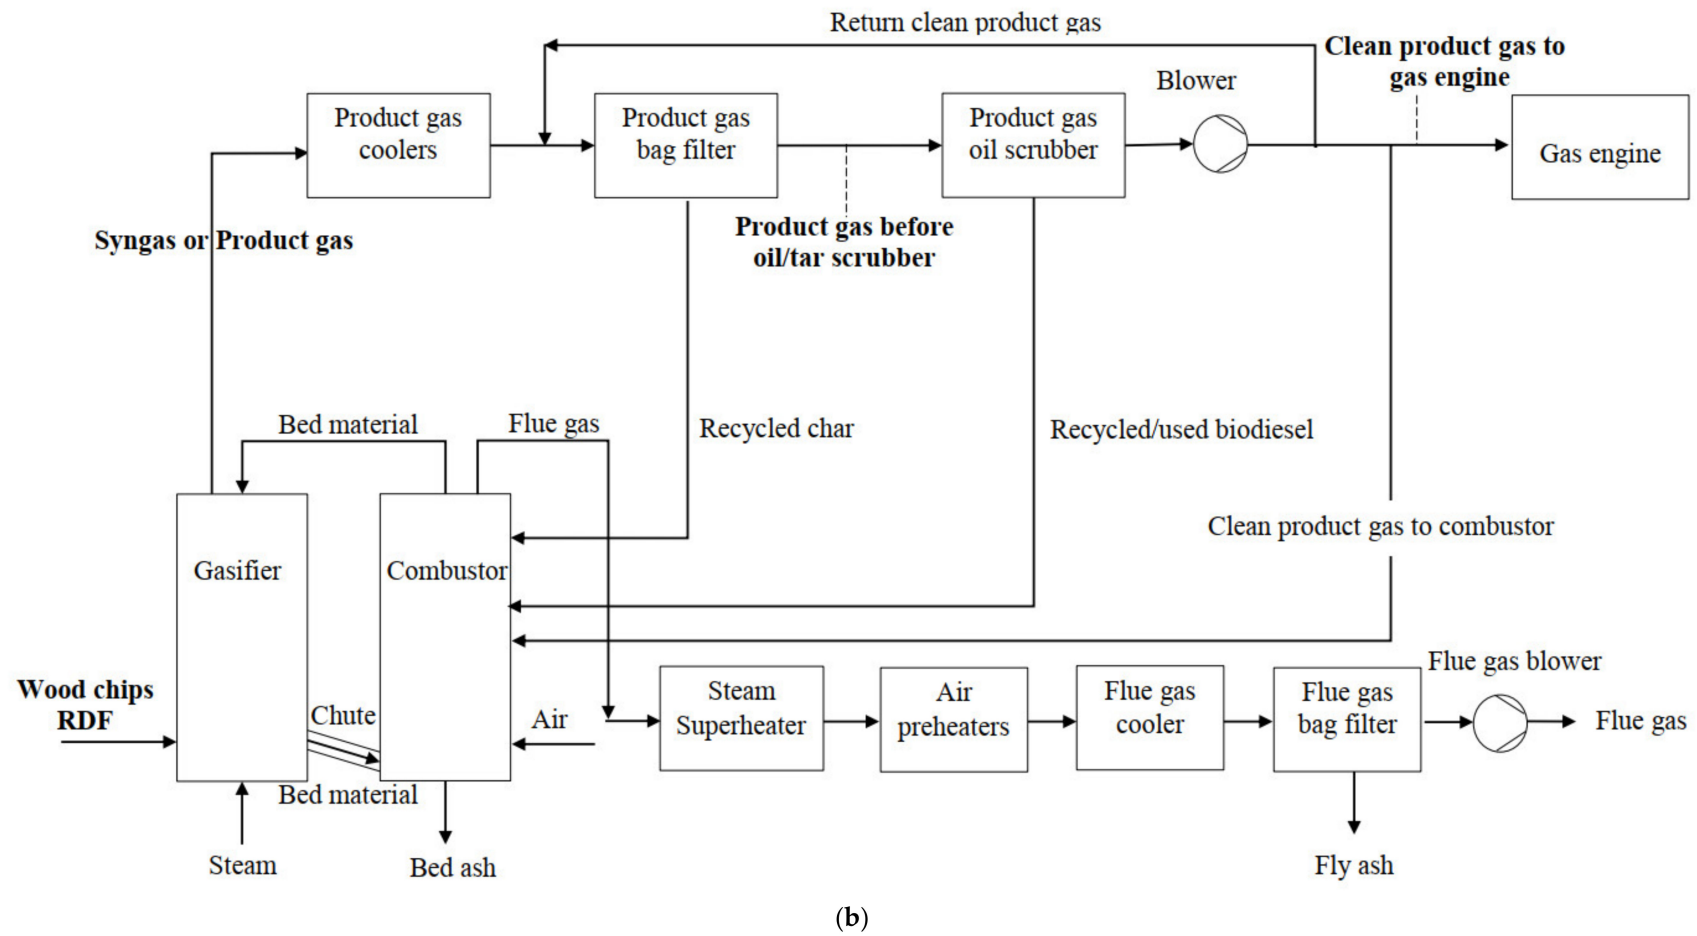 Return clean product gas
Clean product gas to
gas engine
Blower
Product gas
coolers
Product gas
bag filter
Product gas
oil scrubber
Gas engine
Syngas or Product gas
Product gas before
oil/tar scrubber
Bed material
Flue gas
Recycled char
Recycled/used biodiesel
Clean product gas to combustor
Gasifier
Combustor
Wood chips
RDF
Chute
Air
Steam
Superheater
Air
preheaters
Flue gas
cooler
Flue gas
bag filter
Flue gas blower
Flue gas
Bed material
Steam
Bed ash
Fly ash
(b)